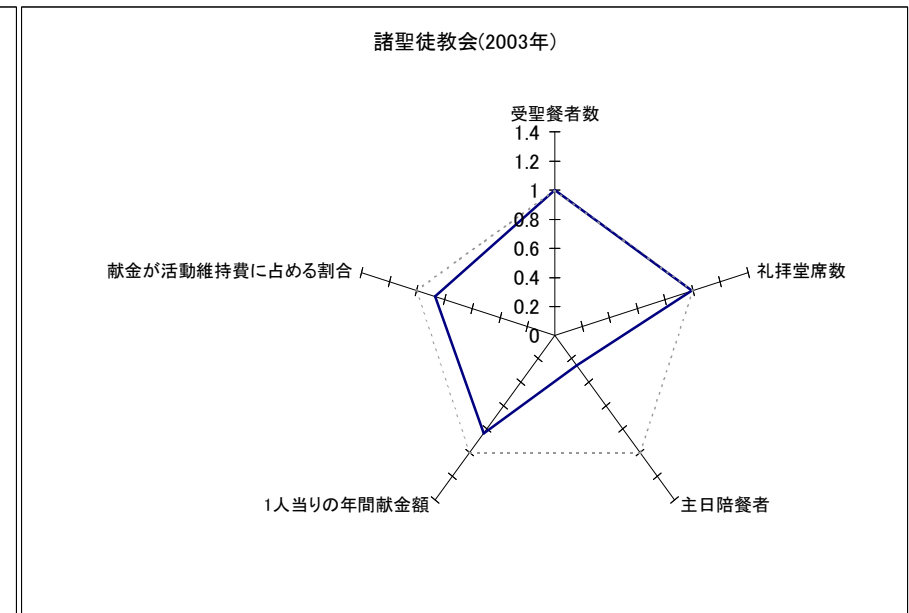 諸聖徒教会(2003年)
受聖餐者数
1.4
1.2
1
0.8
0.6
0.4
0.2
0
礼拝堂席数
献金が活動維持費に占める割合
1人当りの年間献金額
主日陪餐者